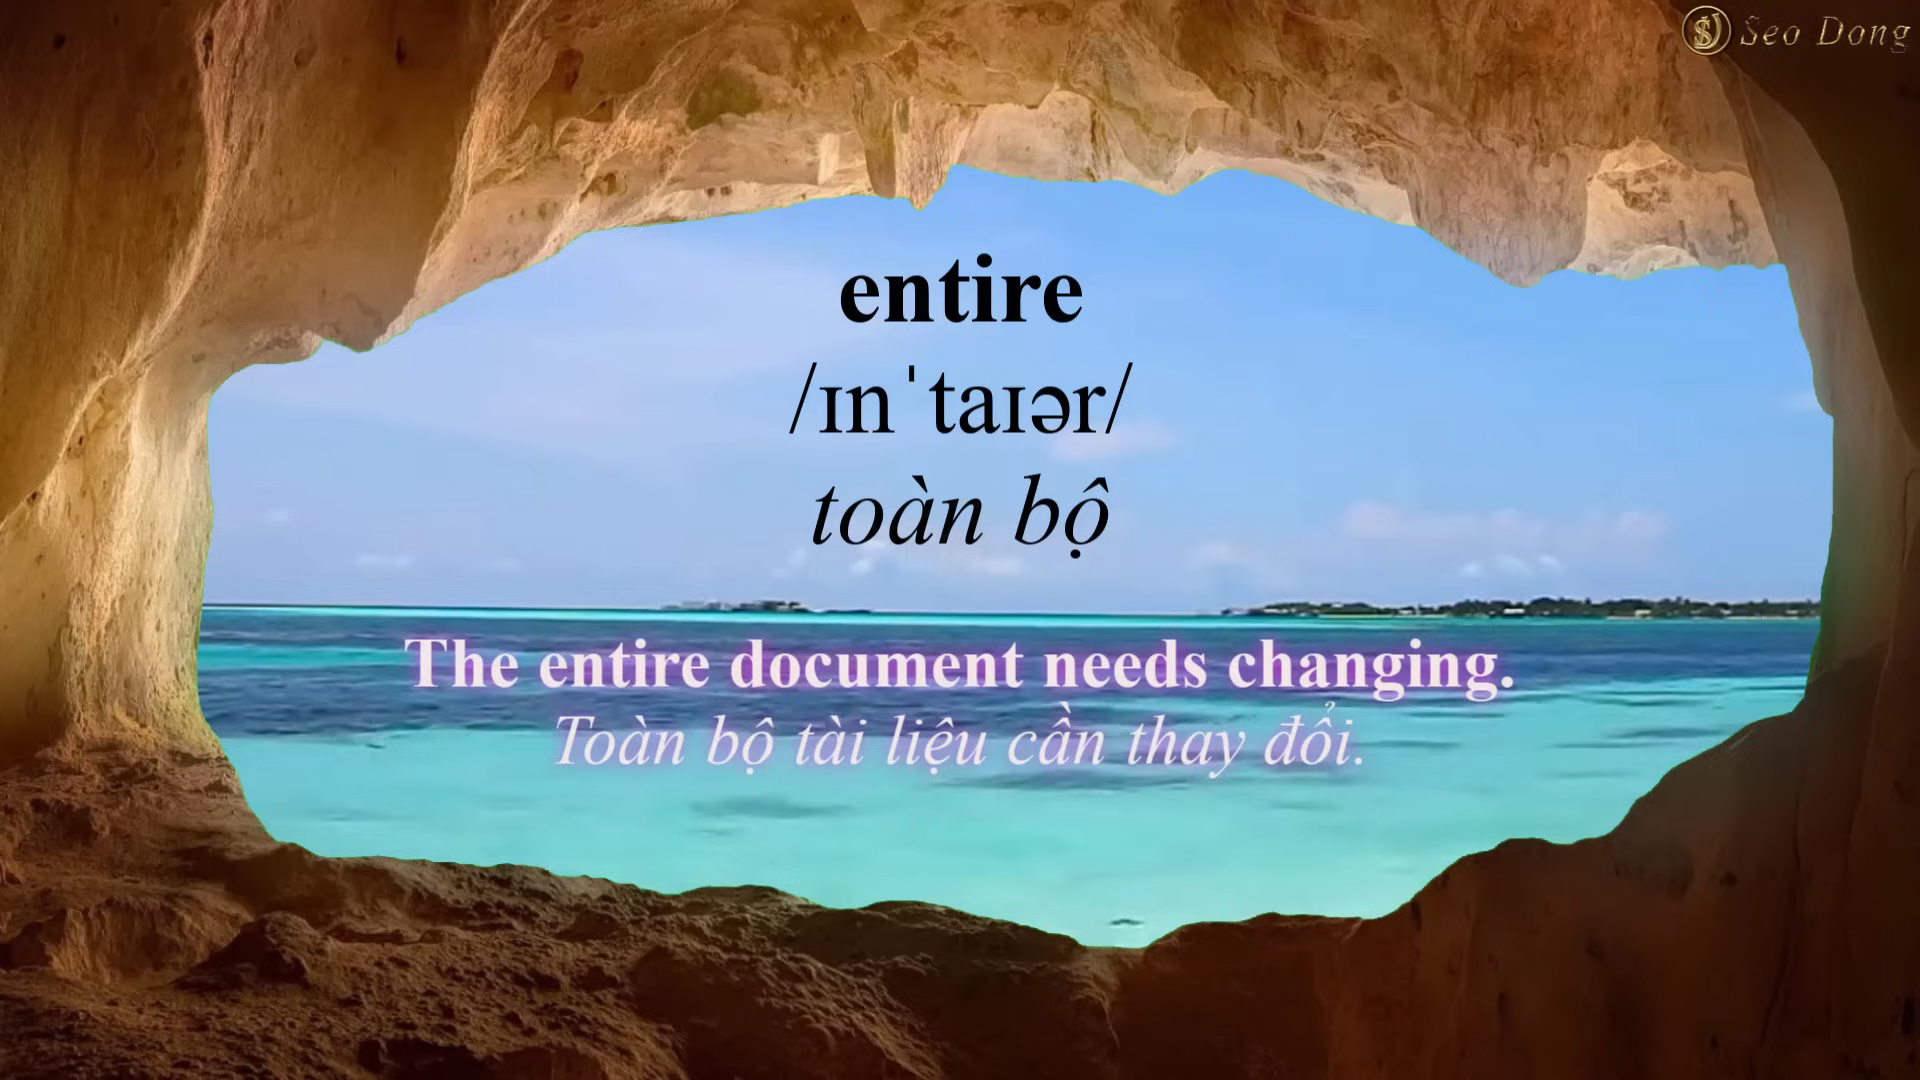 Seo Dong
entire
/ɪnˈtaɪər/
toàn bộ
The entire document needs changing.
Toàn bộ tài liệu cần thay đổi.